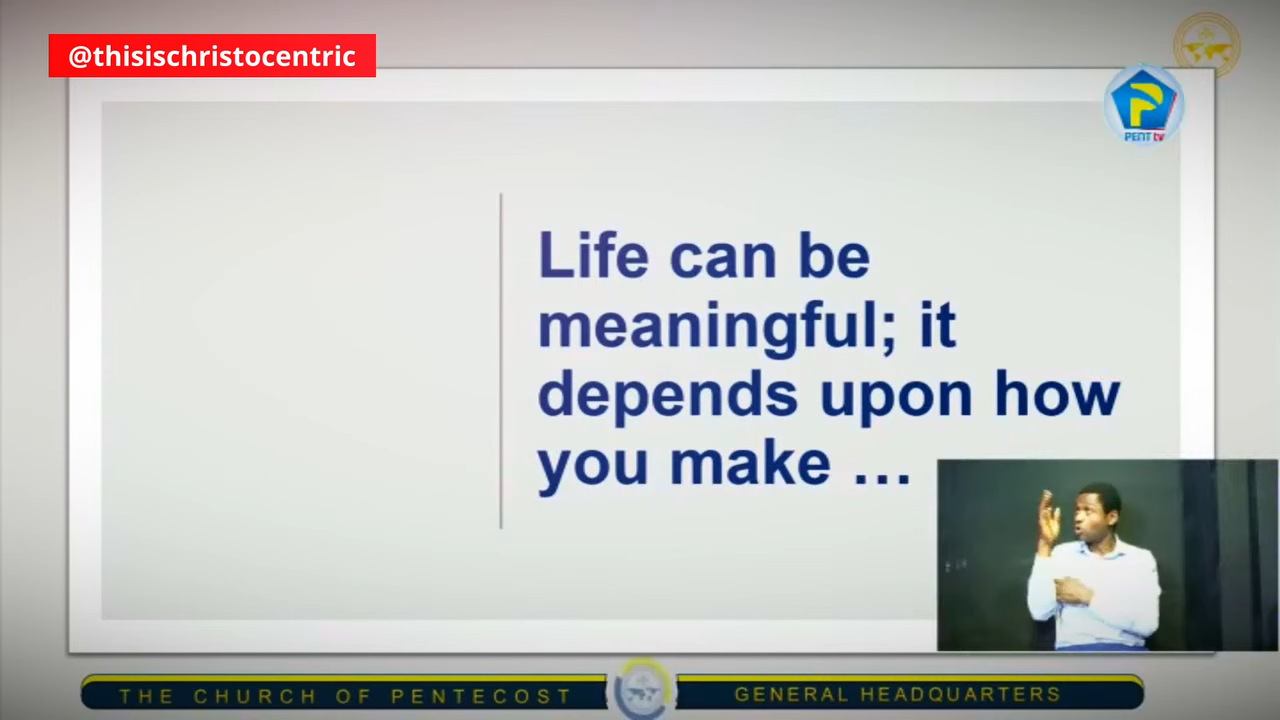 @thisischristocentric
PENT tv
Life can be
meaningful; it
depends upon how
you make …
THE CHURCH OF PENTECOST
GENERAL HEADQUARTERS